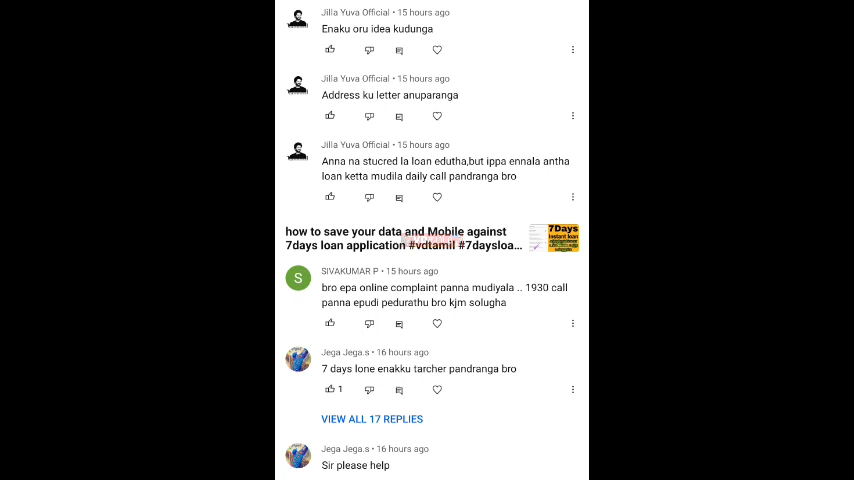 Jilla Yuva Official • 15 hours ago
Enaku oru idea kudunga
Jilla Yuva Official • 15 hours ago
Address ku letter anuparanga
Jilla Yuva Official • 15 hours ago
Anna na stucred la loan edutha,but ippa ennala antha
loan ketta mudila daily call pandranga bro
how to save your data and Mobile against
7days loan application #vdtamil #7daysloa...
7Days
Instant loan
S
SIVAKUMAR P • 15 hours ago
bro epa online complaint panna mudiyala .. 1930 call
panna epudi pedurathu bro kjm solugha
Jega Jega.s • 16 hours ago
7 days lone enakku tarcher pandranga bro
1
VIEW ALL 17 REPLIES
Jega Jega.s • 16 hours ago
Sir please help